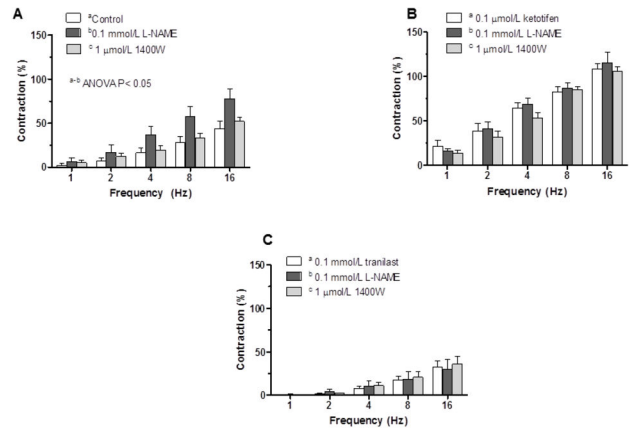 A
ᵃControl
ᵇ0.1 mmol/L L-NAME
ᶜ 1 µmol/L 1400W
ᵃ⁻ᵇ ANOVA P< 0.05
Contraction (%)
150
100
50
0
1 2 4 8 16
Frequency (Hz)
B
ᵃ 0.1 µmol/L ketotifen
ᵇ 0.1 mmol/L L-NAME
ᶜ 1 µmol/L 1400W
Contraction (%)
150
100
50
0
1 2 4 8 16
Frequency (Hz)
C
ᵃ 0.1 mmol/L tranilast
ᵇ 0.1 mmol/L L-NAME
ᶜ 1 µmol/L 1400W
Contraction (%)
150
100
50
0
1 2 4 8 16
Frequency (Hz)